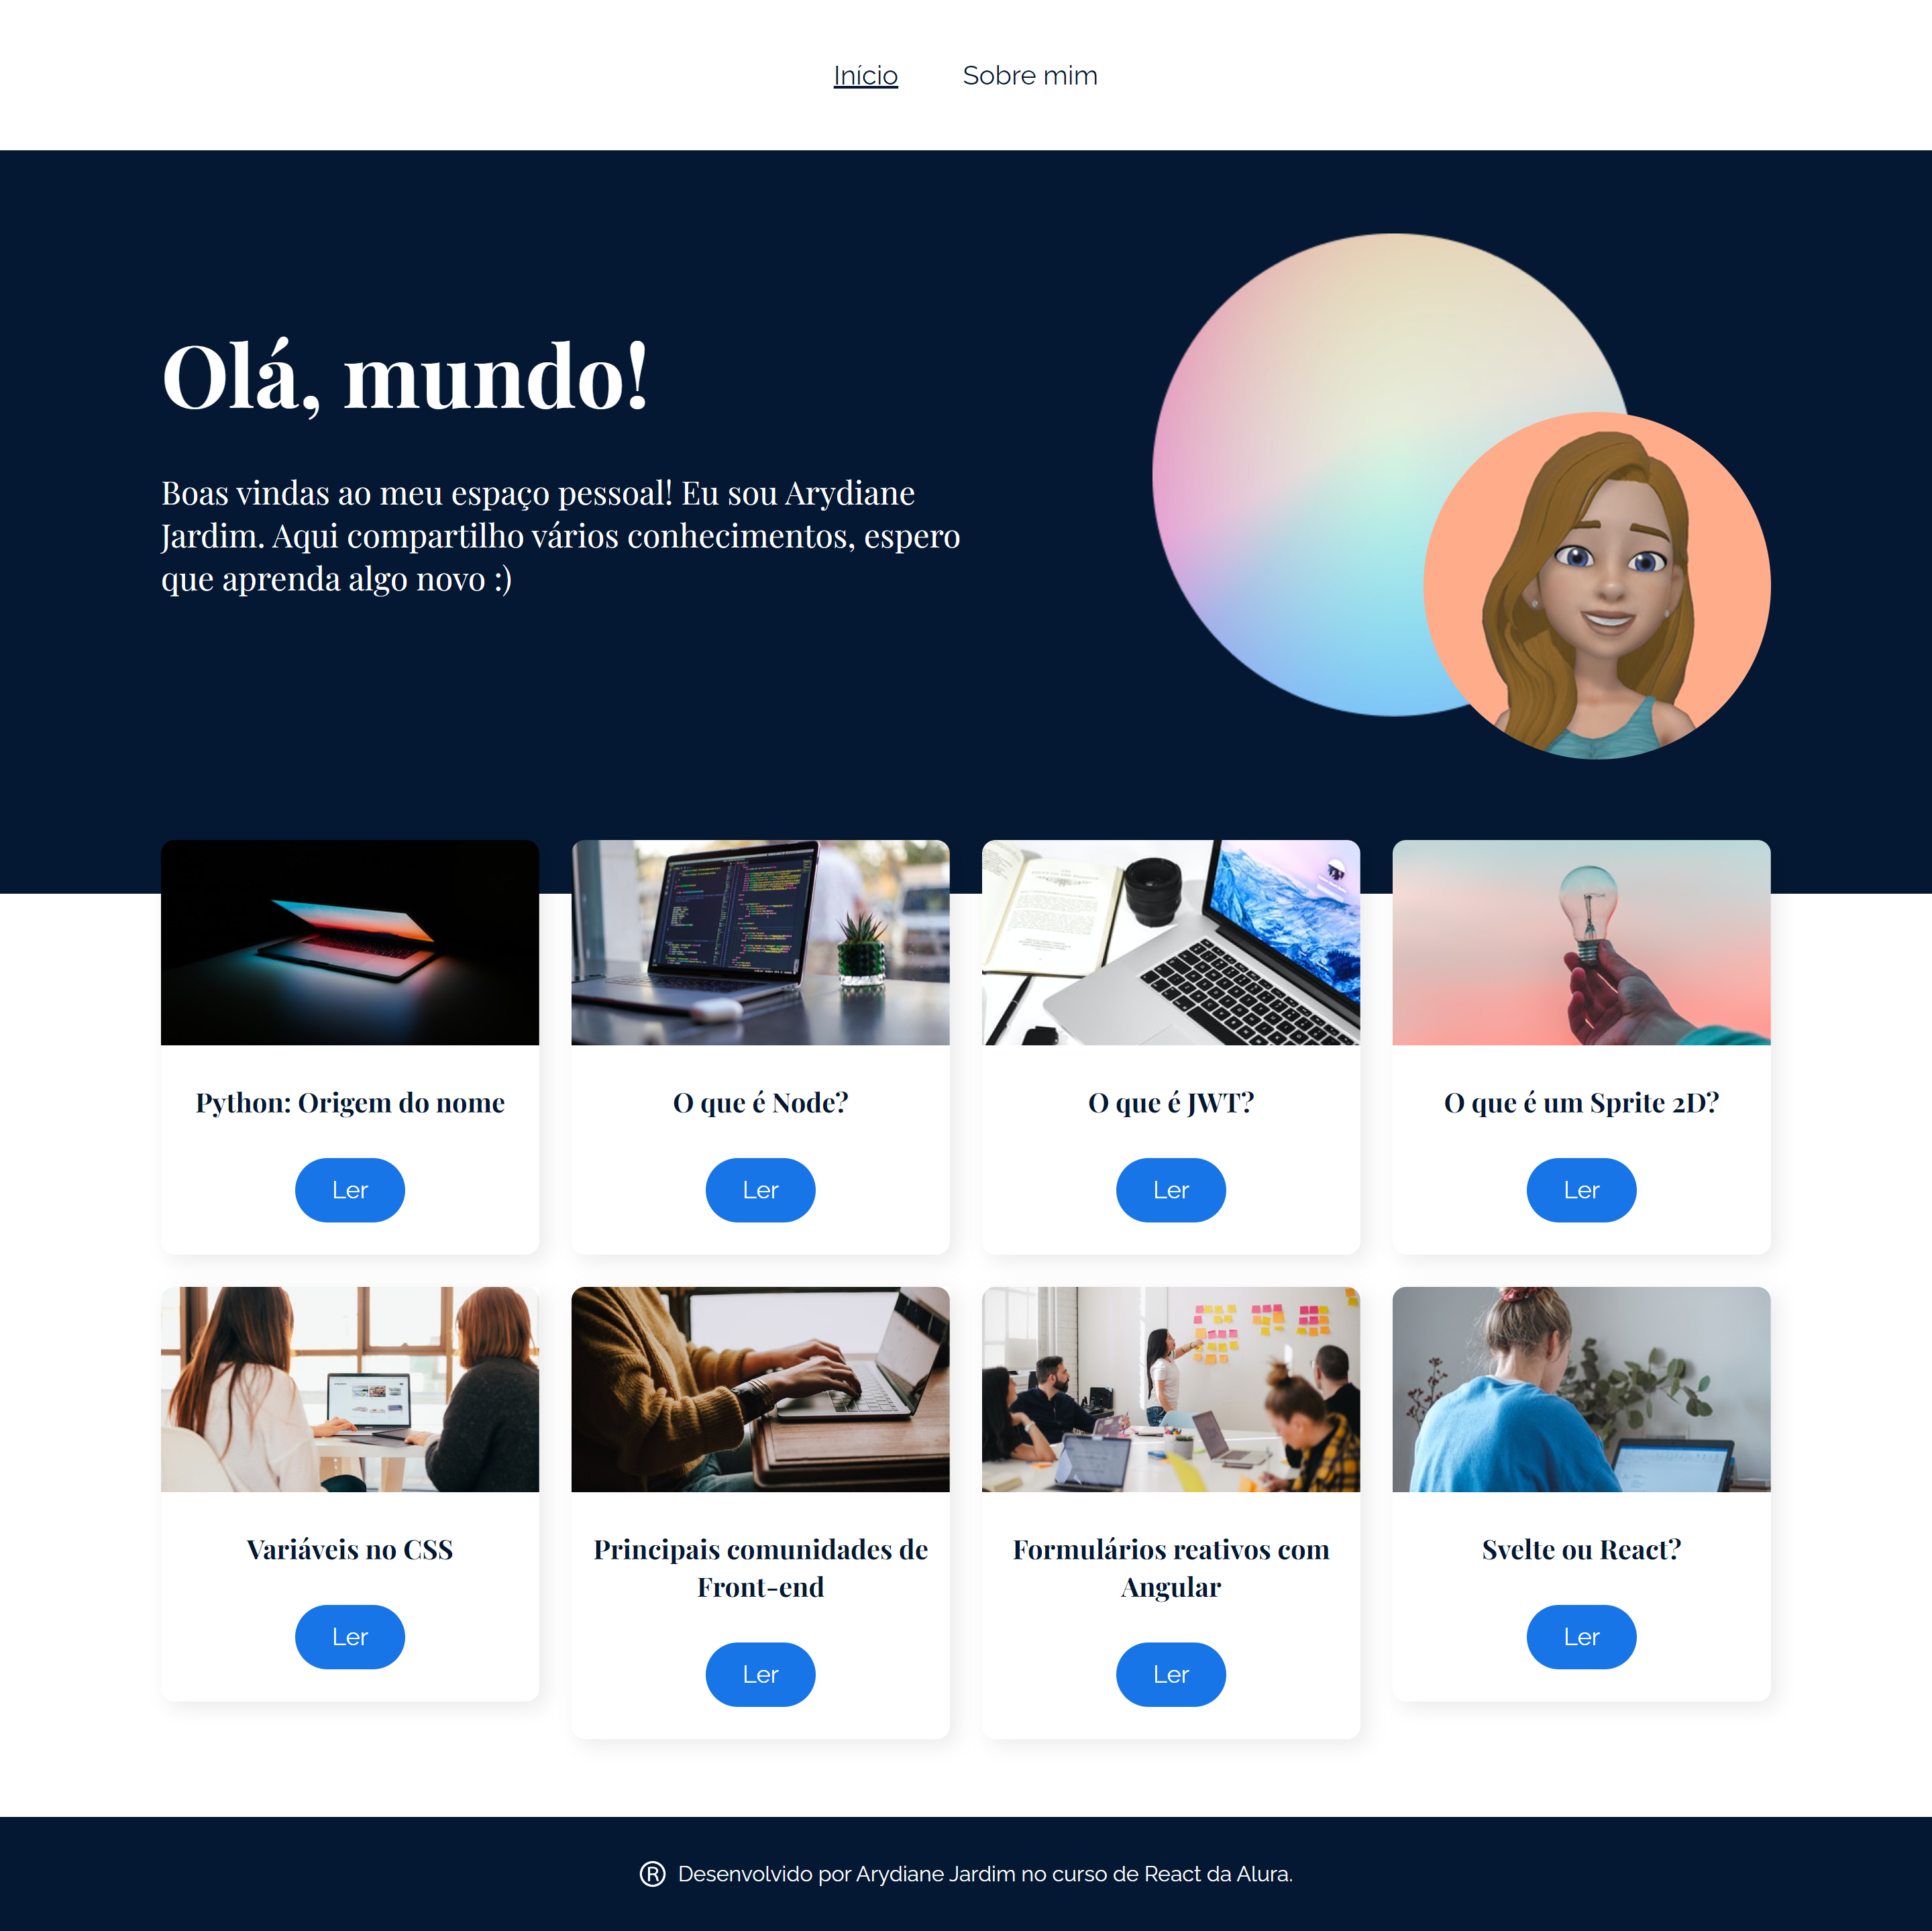 Início Sobre mim
Olá, mundo!
Boas vindas ao meu espaço pessoal! Eu sou Arydiane
Jardim. Aqui compartilho vários conhecimentos, espero
que aprenda algo novo :)
Python: Origem do nome
Ler
O que é Node?
Ler
O que é JWT?
Ler
O que é um Sprite 2D?
Ler
Variáveis no CSS
Ler
Principais comunidades de
Front-end
Ler
Formulários reativos com
Angular
Ler
Svelte ou React?
Ler
® Desenvolvido por Arydiane Jardim no curso de React da Alura.